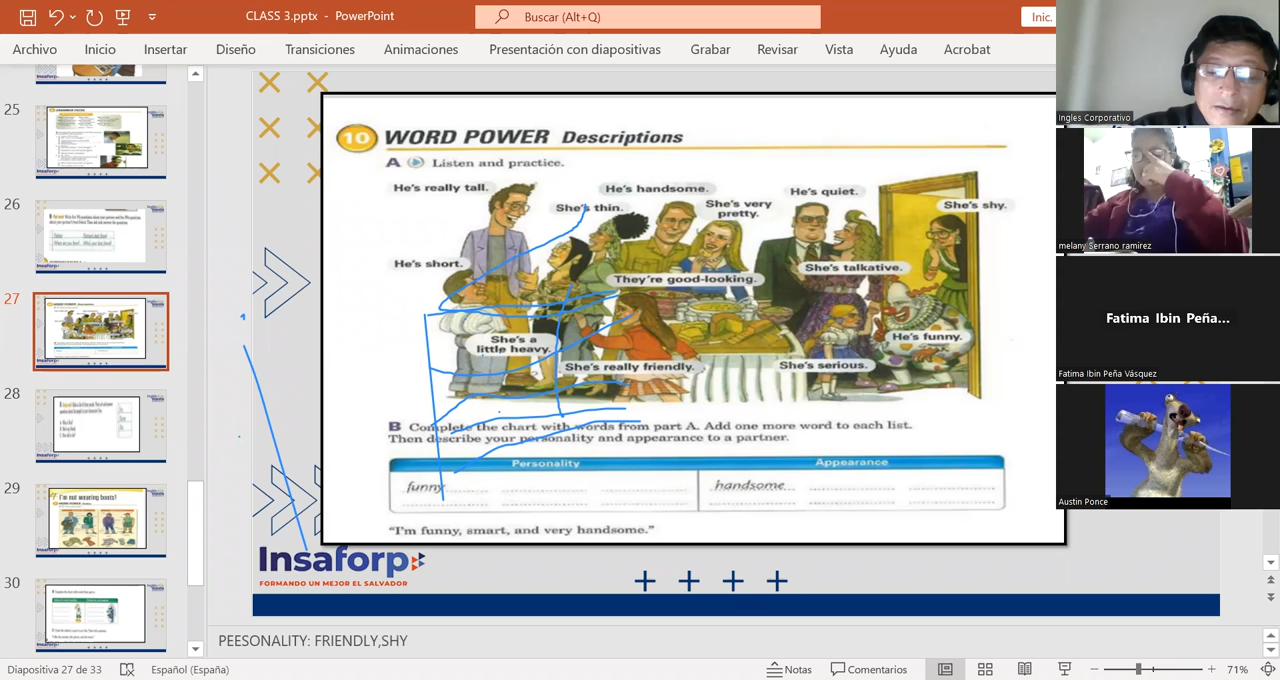 CLASS 3.pptx - PowerPoint
Buscar (Alt+Q)
Inic.
Archivo Inicio Insertar Diseño Transiciones Animaciones Presentación con diapositivas Grabar Revisar Vista Ayuda Acrobat
25
26
27
28
29
I'm not wearing boots!
30
10 WORD POWER Descriptions
A Listen and practice.
He's really tall.
He's handsome.
He's quiet.
She's thin.
She's very
pretty.
She's shy.
He's short.
They're good-looking.
She's talkative.
She's a
little heavy.
He's funny.
She's really friendly.
She's serious.
B Complete the chart with words from part A. Add one more word to each list.
Then describe your personality and appearance to a partner.
Personality Appearance
funny handsome
"I'm funny, smart, and very handsome."
Insaforp
FORMANDO UN MEJOR EL SALVADOR
PEESONALITY: FRIENDLY,SHY
Diapositiva 27 de 33 Español (España) Notas Comentarios 71%
Ingles Corporativo
melany Serrano ramírez
Fatima Ibin Peña...
Fatima Ibin Peña Vásquez
Austin Ponce